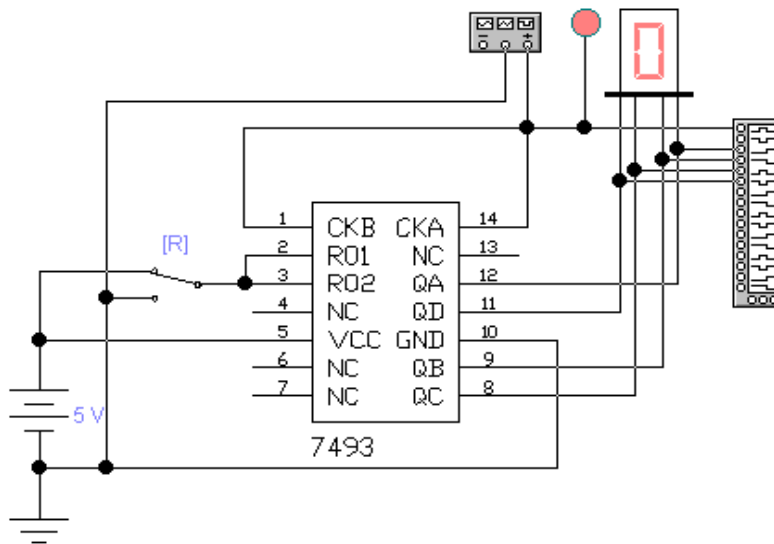 0
[R]
1 CKB CKA 14
2 R01 NC 13
3 R02 QA 12
4 NC QD 11
5 VCC GND 10
6 NC QB 9
7 NC QC 8
5 V
7493